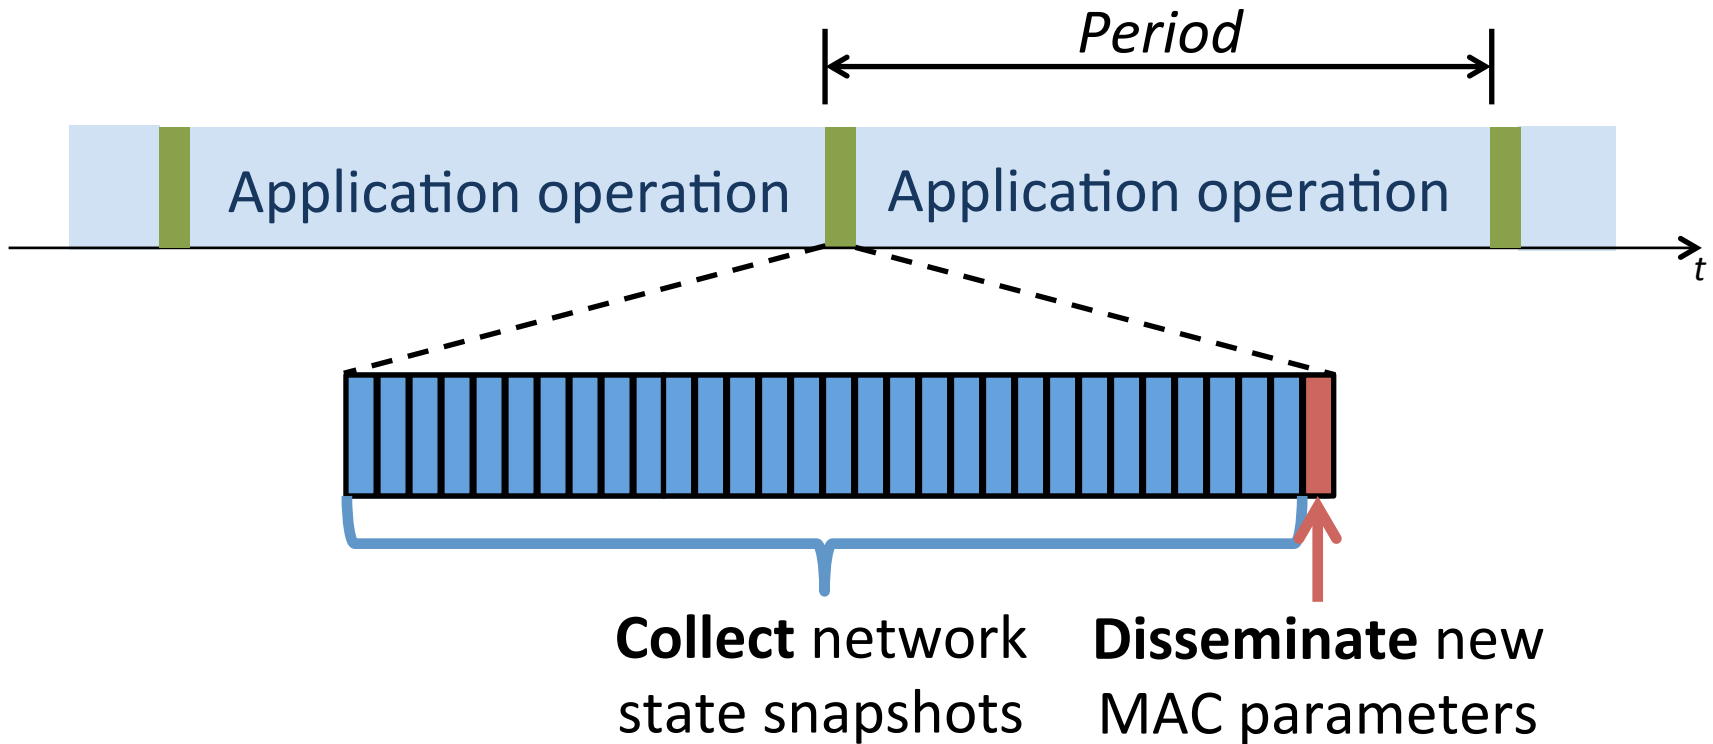 Period
Application operation
Application operation
t
Collect network
state snapshots
Disseminate new
MAC parameters